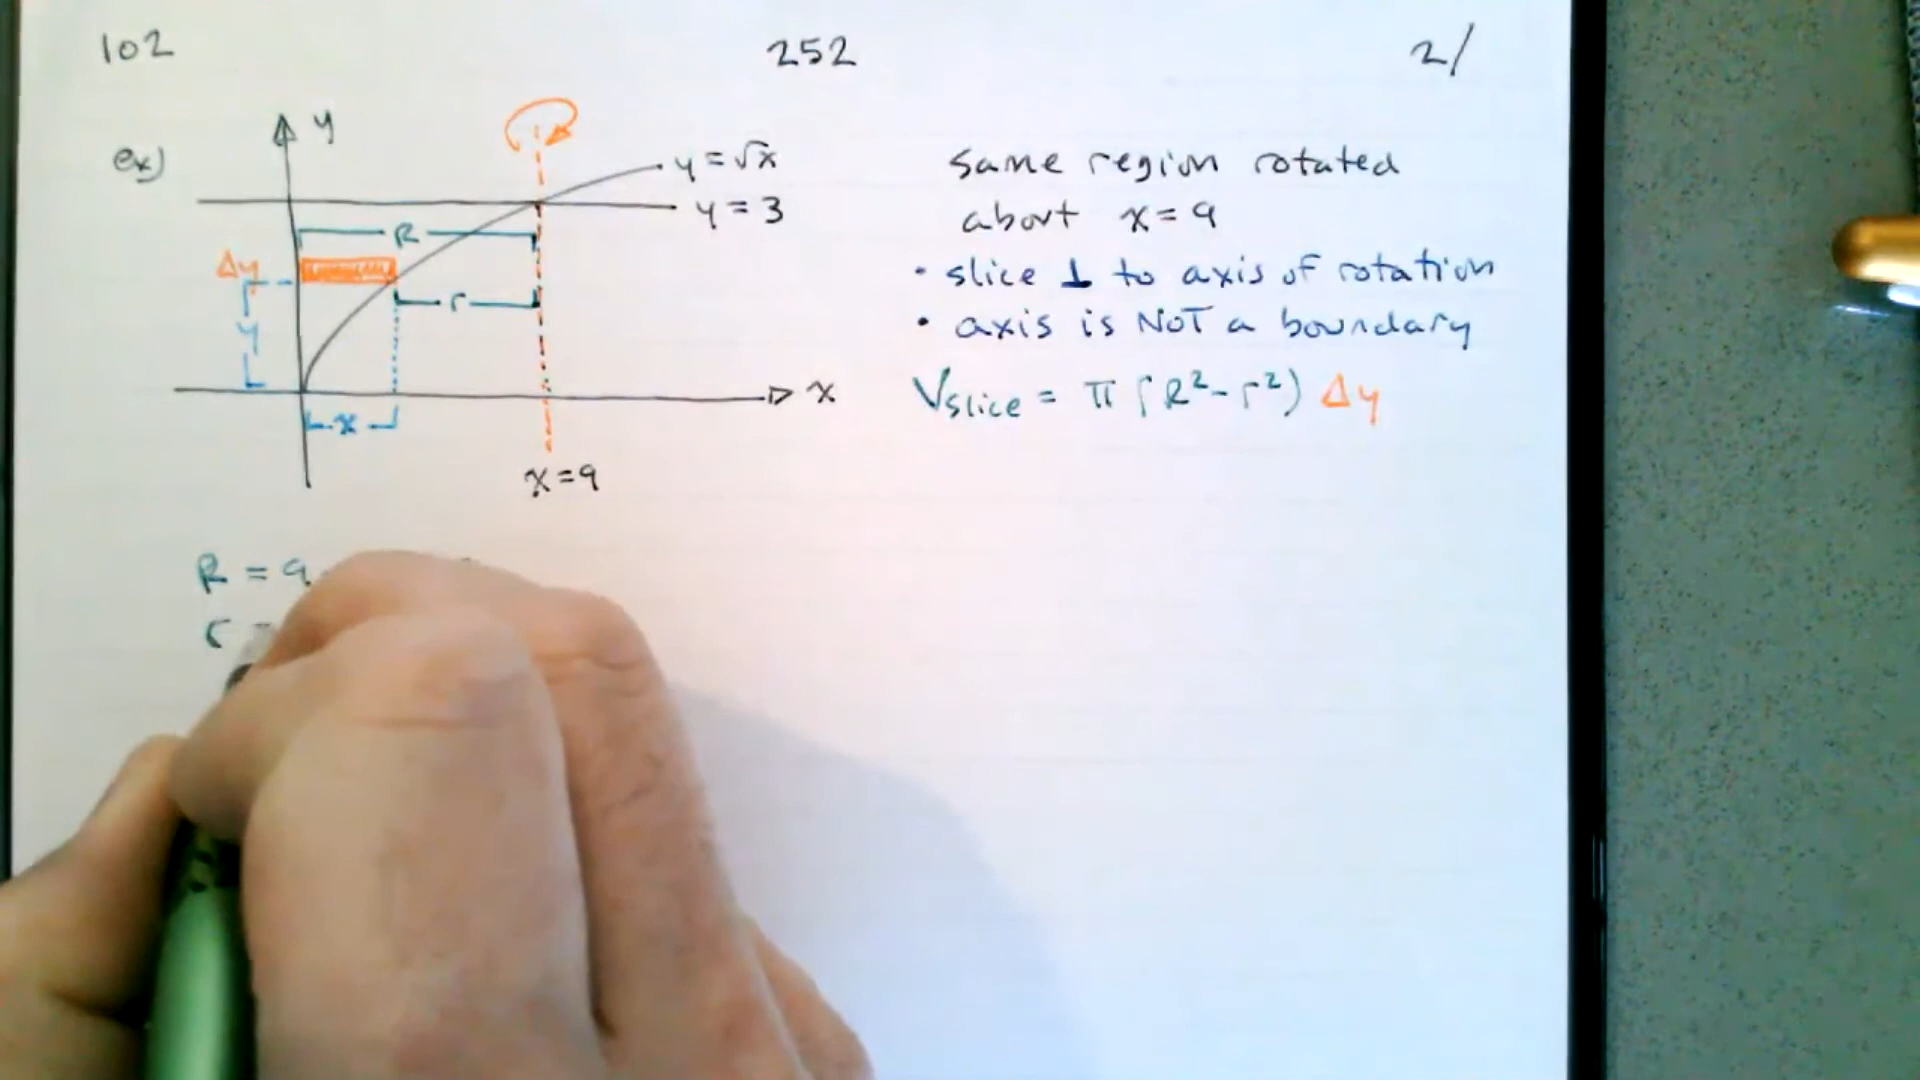 102 252 2/
ex)
y
y = √x
y = 3
R
Δy
r
y
x
x
x = 9
same region rotated
about x = 9
• slice ⊥ to axis of rotation
• axis is NOT a boundary
Vslice = π (R² - r²) Δy
R = 9
r =